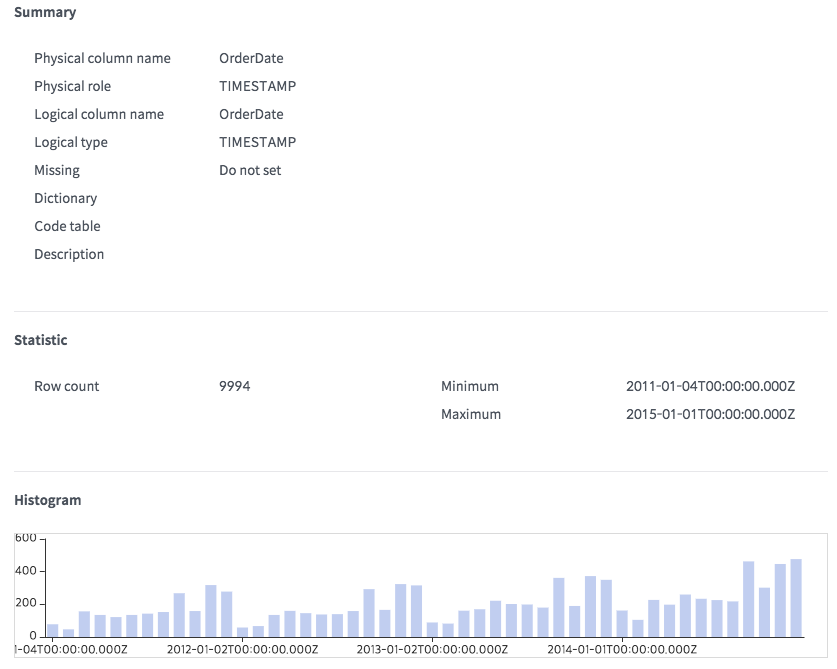 Summary
Physical column name OrderDate
Physical role TIMESTAMP
Logical column name OrderDate
Logical type TIMESTAMP
Missing Do not set
Dictionary
Code table
Description
Statistic
Row count 9994 Minimum 2011-01-04T00:00:00.000Z
Maximum 2015-01-01T00:00:00.000Z
Histogram
600
400
200
0
1-04T00:00:00.000Z 2012-01-02T00:00:00.000Z 2013-01-02T00:00:00.000Z 2014-01-01T00:00:00.000Z